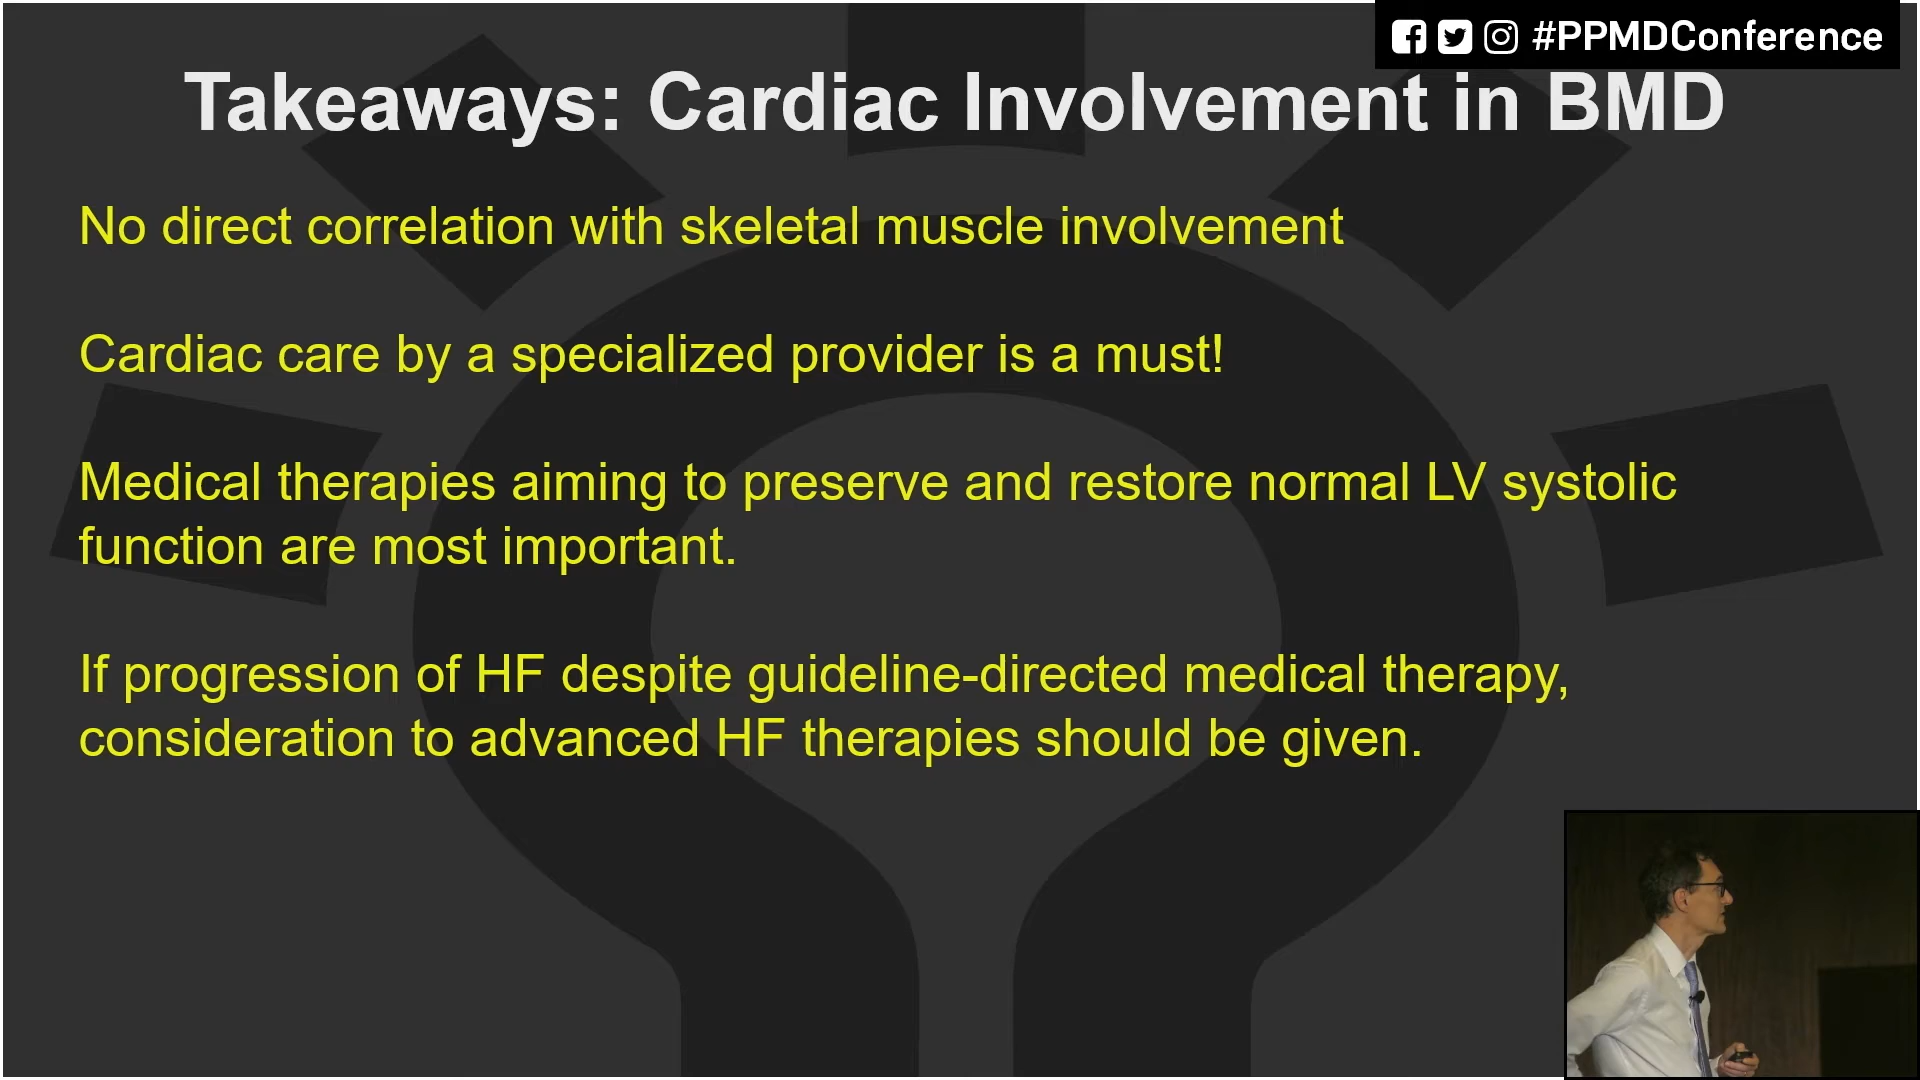 #PPMDConference
Takeaways: Cardiac Involvement in BMD
No direct correlation with skeletal muscle involvement
Cardiac care by a specialized provider is a must!
Medical therapies aiming to preserve and restore normal LV systolic
function are most important.
If progression of HF despite guideline-directed medical therapy,
consideration to advanced HF therapies should be given.